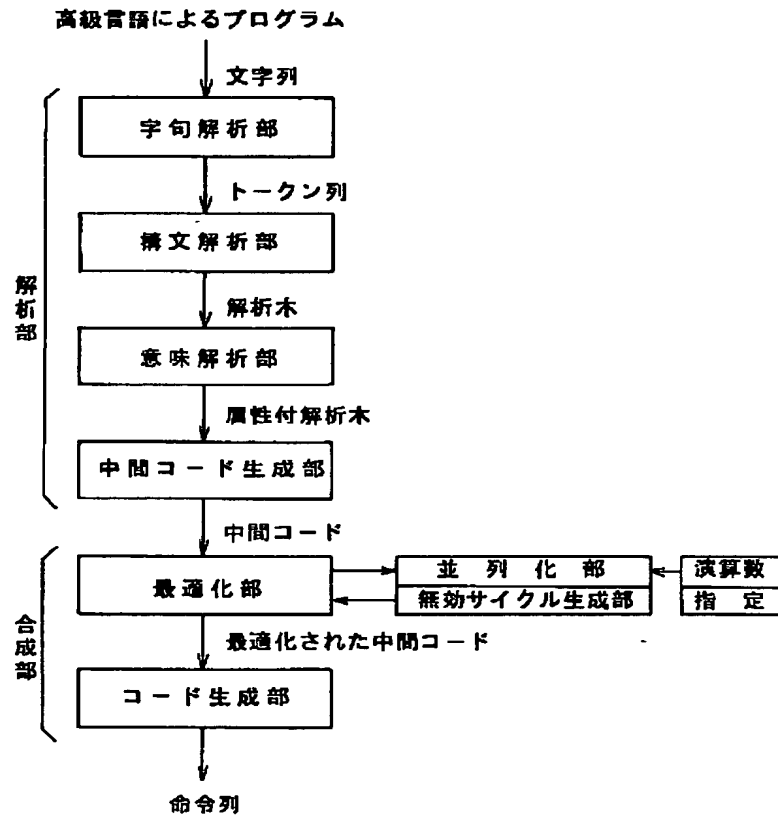 高級言語によるプログラム
文字列
字句解析部
トークン列
構文解析部
解析木
意味解析部
属性付解析木
中間コード生成部
解析部
中間コード
最適化部
並列化部
演算数
無効サイクル生成部
指定
最適化された中間コード
コード生成部
合成部
命令列